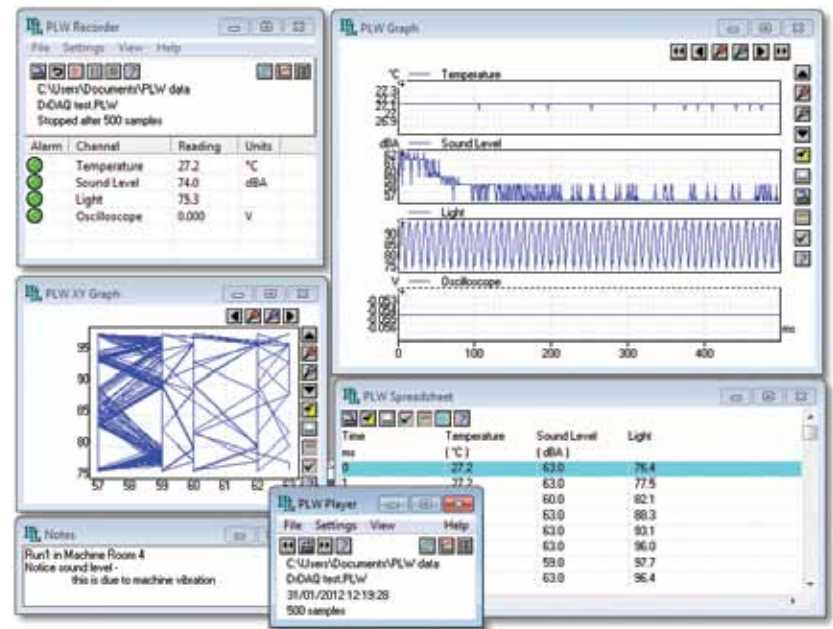 PLW Recorder
File Settings View Help
C:\Users\Documents\PLW data
DrDAQ test.PLW
Stopped after 500 samples
Alarm Channel Reading Units
Temperature 27.2 °C
Sound Level 74.0 dBA
Light 75.3
Oscilloscope 0.000 V
PLW Graph
°C Temperature
dBA Sound Level
Light
V Oscilloscope
ms
0 100 200 300 400
PLW XY Graph
95
90
85
80
75
57 58 59 60 61 62 63
PLW Spreadsheet
Time Temperature Sound Level Light
ms (°C) (dBA)
0 27.2 63.0 76.4
1 27.2 63.0 77.5
60.0 82.1
63.0 88.3
63.0 93.1
63.0 96.0
59.0 97.7
63.0 96.4
Notes
Run1 in Machine Room 4
Notice sound level -
this is due to machine vibration
PLW Player
File Settings View Help
C:\Users\Documents\PLW data
DrDAQ test.PLW
31/01/2012 12:19:28
500 samples